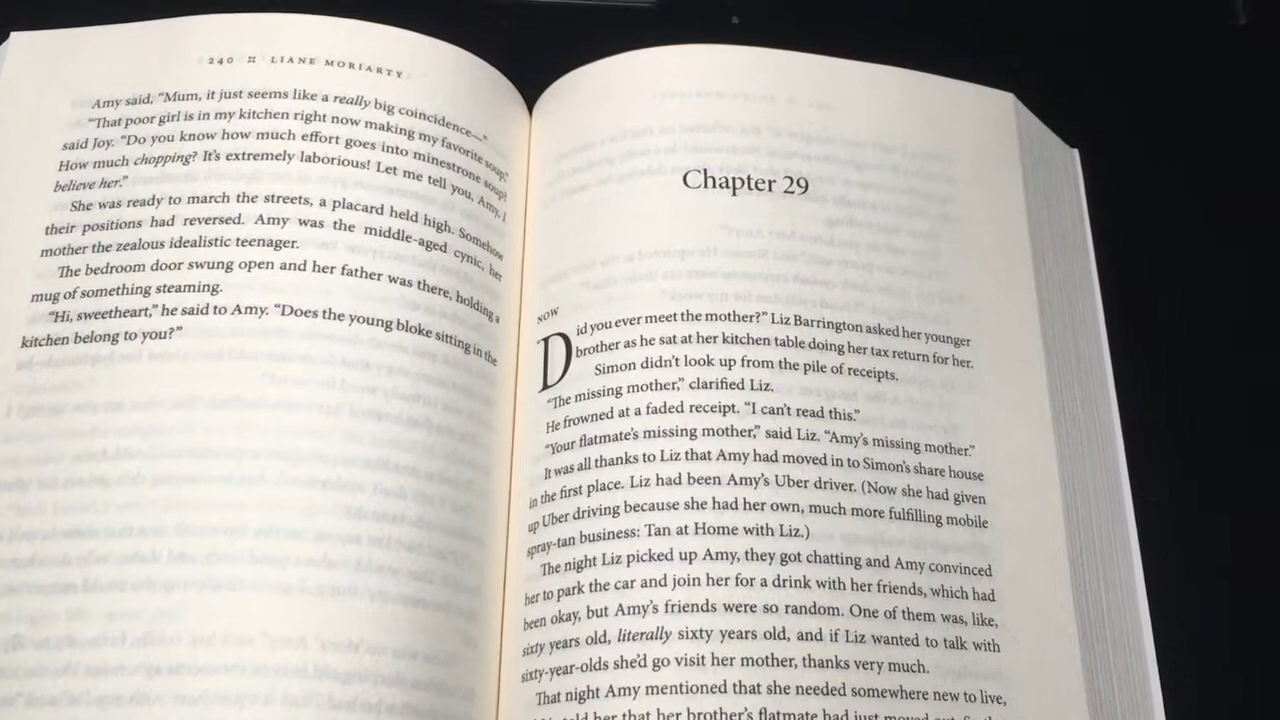 240 ⌗ LIANE MORIARTY
Amy said, “Mum, it just seems like a really big coincidence—”
“That poor girl is in my kitchen right now making my favorite soup,”
said Joy. “Do you know how much effort goes into minestrone soup?
How much chopping? It’s extremely laborious! Let me tell you, Amy, I
believe her.”
She was ready to march the streets, a placard held high. Somehow
their positions had reversed. Amy was the middle-aged cynic, her
mother the zealous idealistic teenager.
The bedroom door swung open and her father was there, holding a
mug of something steaming.
“Hi, sweetheart,” he said to Amy. “Does the young bloke sitting in the
kitchen belong to you?”
Chapter 29
NOW
Did you ever meet the mother?” Liz Barrington asked her younger
brother as he sat at her kitchen table doing her tax return for her.
Simon didn’t look up from the pile of receipts.
“The missing mother,” clarified Liz.
He frowned at a faded receipt. “I can’t read this.”
“Your flatmate’s missing mother,” said Liz. “Amy’s missing mother.”
It was all thanks to Liz that Amy had moved in to Simon’s share house
in the first place. Liz had been Amy’s Uber driver. (Now she had given
up Uber driving because she had her own, much more fulfilling mobile
spray-tan business: Tan at Home with Liz.)
The night Liz picked up Amy, they got chatting and Amy convinced
her to park the car and join her for a drink with her friends, which had
been okay, but Amy’s friends were so random. One of them was, like,
sixty years old, literally sixty years old, and if Liz wanted to talk with
sixty-year-olds she’d go visit her mother, thanks very much.
That night Amy mentioned that she needed somewhere new to live,
told her that her brother’s flatmate had just moved